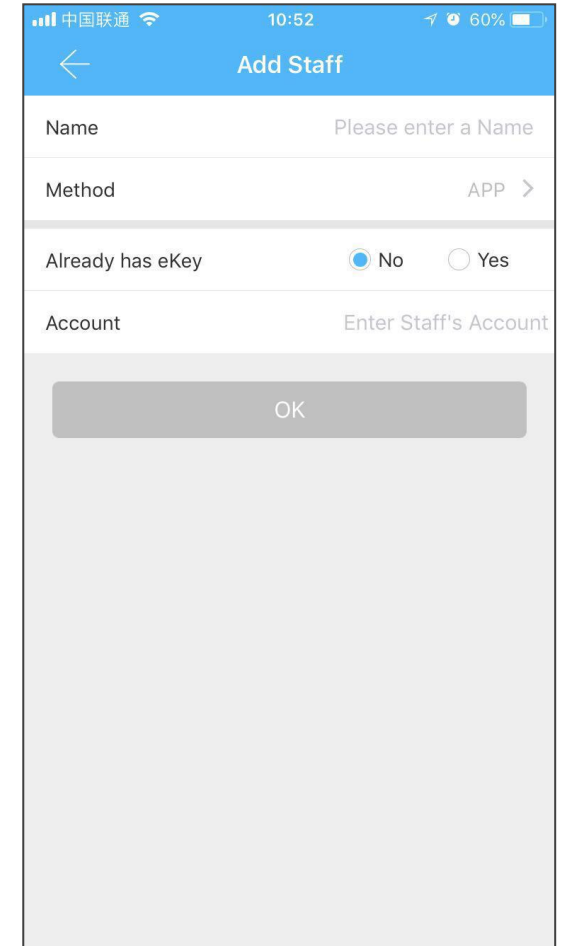 中国联通 10:52 60%
Add Staff
Name Please enter a Name
Method APP
Already has eKey No Yes
Account Enter Staff's Account
OK